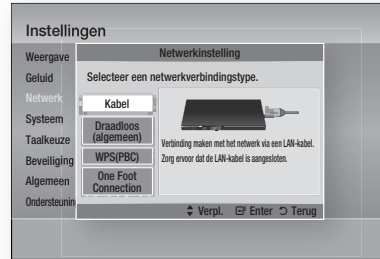 Instellingen
Weergave
Geluid
Netwerk
Systeem
Taalkeuze
Beveiliging
Algemeen
Ondersteunin
Netwerkinstelling
Selecteer een netwerkverbindingstype.
Kabel
Draadloos
(algemeen)
WPS(PBC)
One Foot
Connection
Verbinding maken met het netwerk via een LAN-kabel.
Zorg ervoor dat de LAN-kabel is aangesloten.
Verpl. Enter Terug